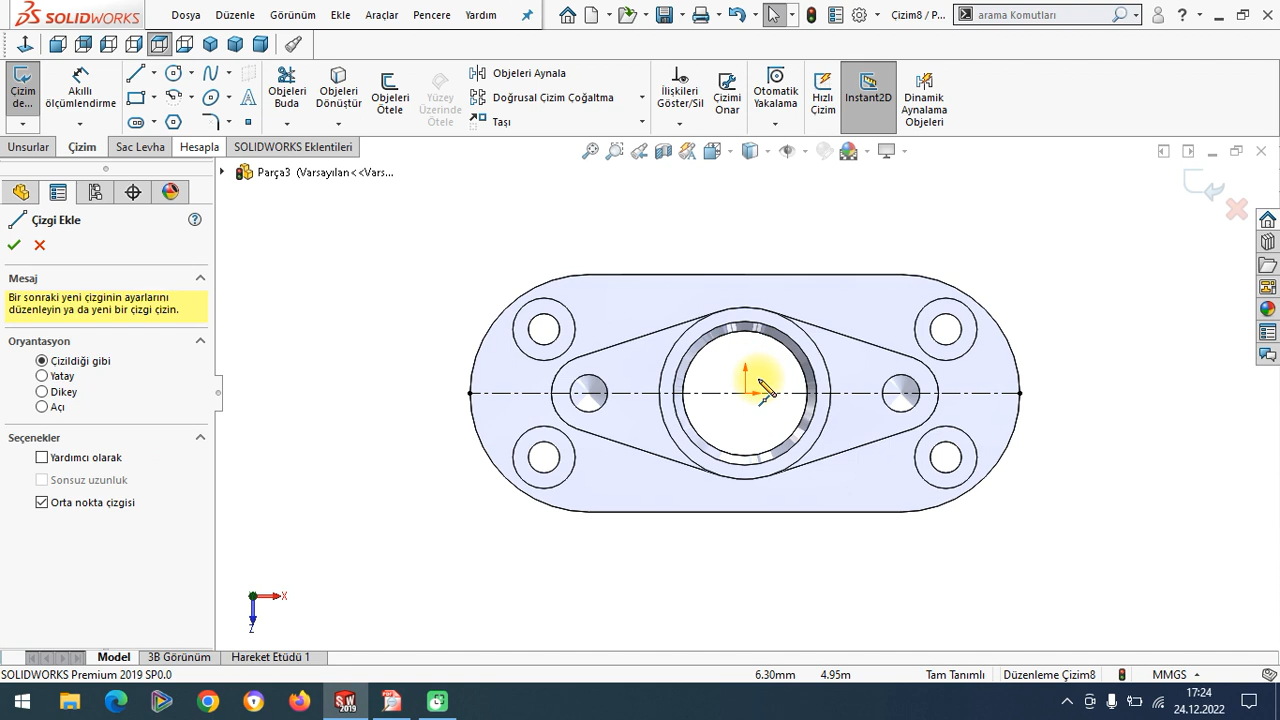 SOLIDWORKS
Dosya Düzenle Görünüm Ekle Araçlar Pencere Yardım
Çizim8 / P...
arama Komutları
Çizim de...
Akıllı ölçümlendirme
Objeleri Buda
Objeleri Dönüştür
Objeleri Ötele
Yüzey Üzerinde Ötele
Objeleri Aynala
Doğrusal Çizim Çoğaltma
Taşı
İlişkileri Göster/Sil
Çizimi Onar
Otomatik Yakalama
Hızlı Çizim
Instant2D
Dinamik Aynalama Objeleri
Unsurlar Çizim Sac Levha Hesapla SOLIDWORKS Eklentileri
Parça3 (Varsayılan<<Vars...
Çizgi Ekle
Mesaj
Bir sonraki yeni çizginin ayarlarını
düzenleyin ya da yeni bir çizgi çizin.
Oryantasyon
Çizildiği gibi
Yatay
Dikey
Açı
Seçenekler
Yardımcı olarak
Sonsuz uzunluk
Orta nokta çizgisi
X
Z
Model 3B Görünüm Hareket Etüdü 1
SOLIDWORKS Premium 2019 SP0.0
6.30mm 4.95m Tam Tanımlı Düzenleme Çizim8 MMGS
SW 2019
17:24
24.12.2022